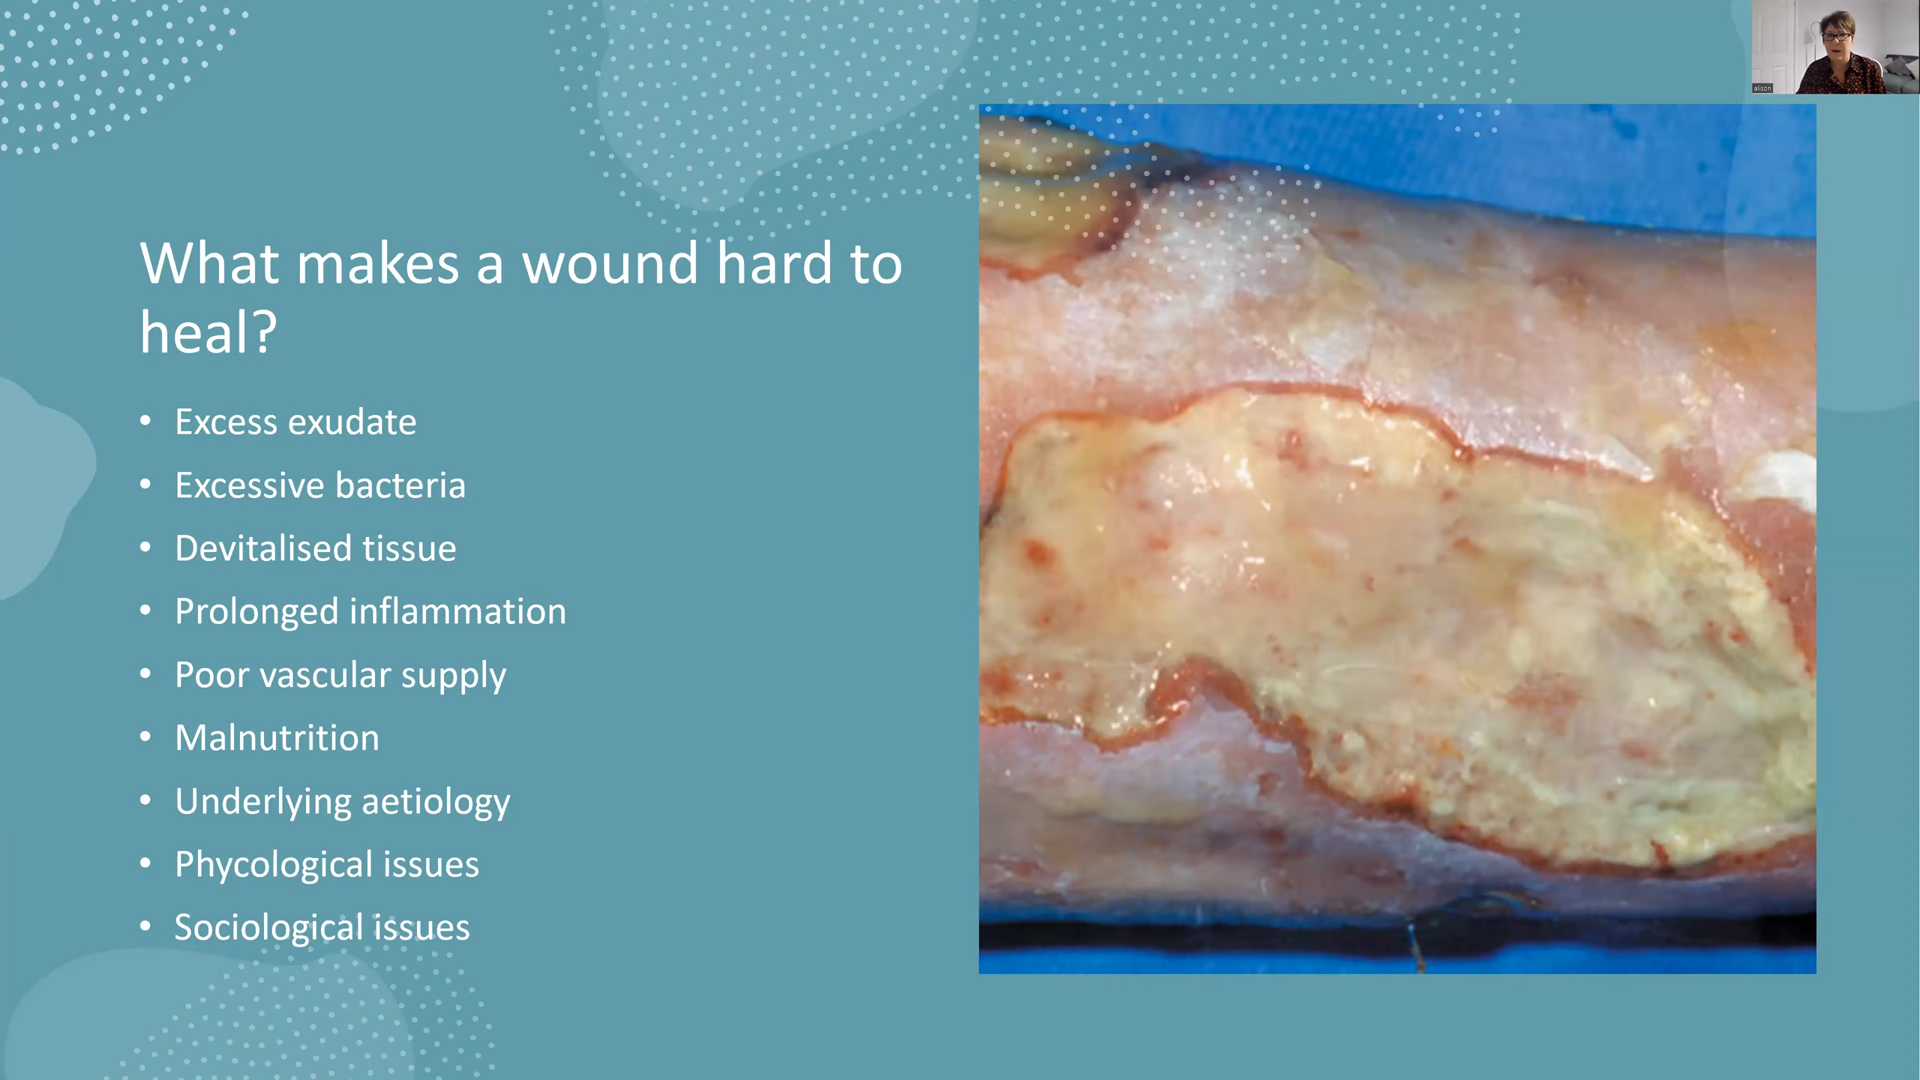 alison
What makes a wound hard to
heal?
• Excess exudate
• Excessive bacteria
• Devitalised tissue
• Prolonged inflammation
• Poor vascular supply
• Malnutrition
• Underlying aetiology
• Phycological issues
• Sociological issues